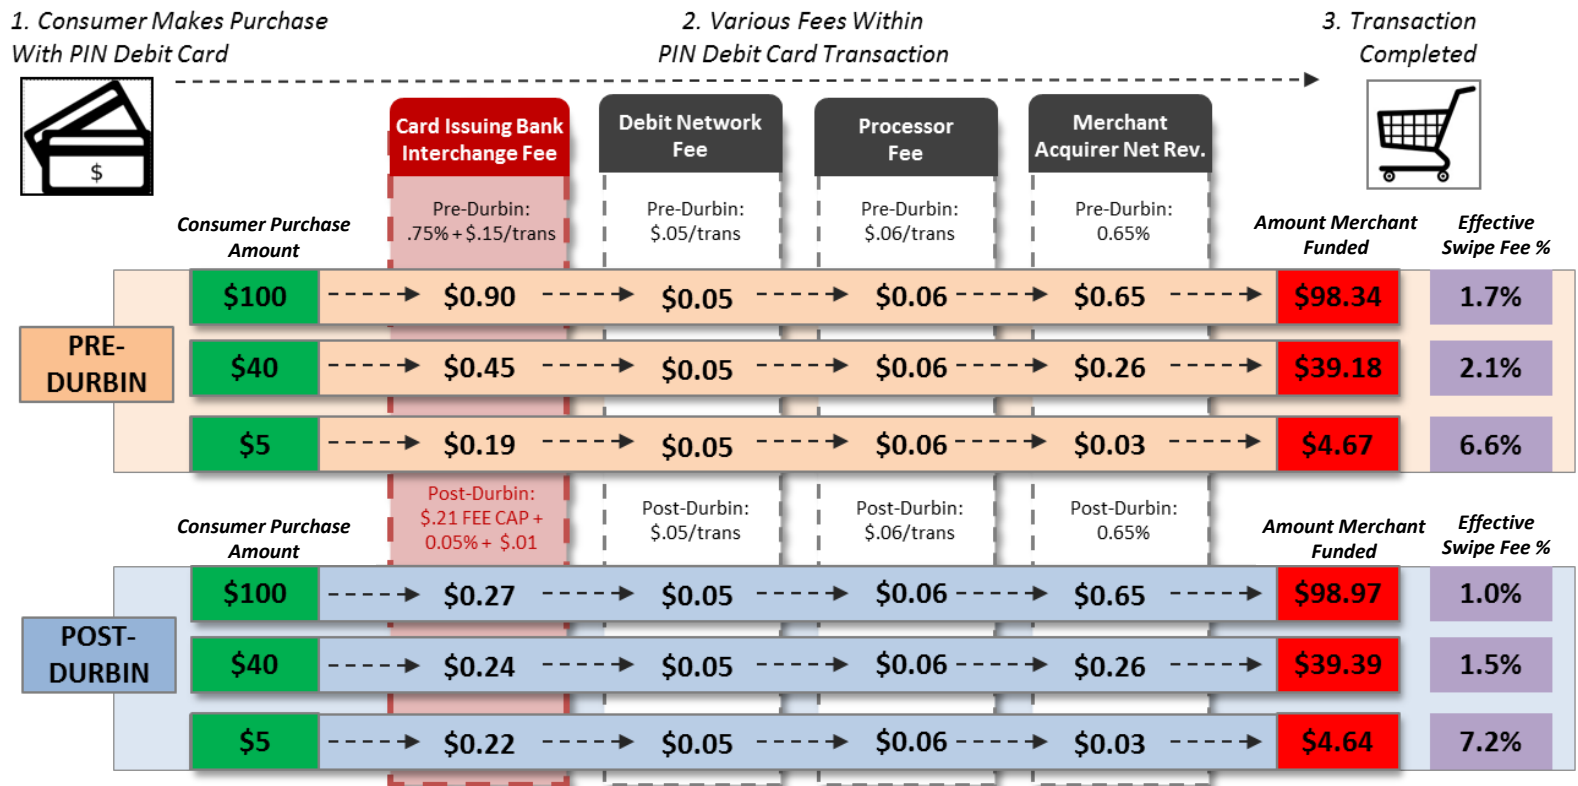 1. Consumer Makes Purchase
With PIN Debit Card
2. Various Fees Within
PIN Debit Card Transaction
3. Transaction
Completed
$
Card Issuing Bank
Interchange Fee
Debit Network
Fee
Processor
Fee
Merchant
Acquirer Net Rev.
Consumer Purchase
Amount
Pre-Durbin:
.75% + $.15/trans
Pre-Durbin:
$.05/trans
Pre-Durbin:
$.06/trans
Pre-Durbin:
0.65%
Amount Merchant
Funded
Effective
Swipe Fee %
PRE-
DURBIN
$100 $0.90 $0.05 $0.06 $0.65 $98.34 1.7%
$40 $0.45 $0.05 $0.06 $0.26 $39.18 2.1%
$5 $0.19 $0.05 $0.06 $0.03 $4.67 6.6%
Consumer Purchase
Amount
Post-Durbin:
$.21 FEE CAP +
0.05% + $.01
Post-Durbin:
$.05/trans
Post-Durbin:
$.06/trans
Post-Durbin:
0.65%
Amount Merchant
Funded
Effective
Swipe Fee %
POST-
DURBIN
$100 $0.27 $0.05 $0.06 $0.65 $98.97 1.0%
$40 $0.24 $0.05 $0.06 $0.26 $39.39 1.5%
$5 $0.22 $0.05 $0.06 $0.03 $4.64 7.2%